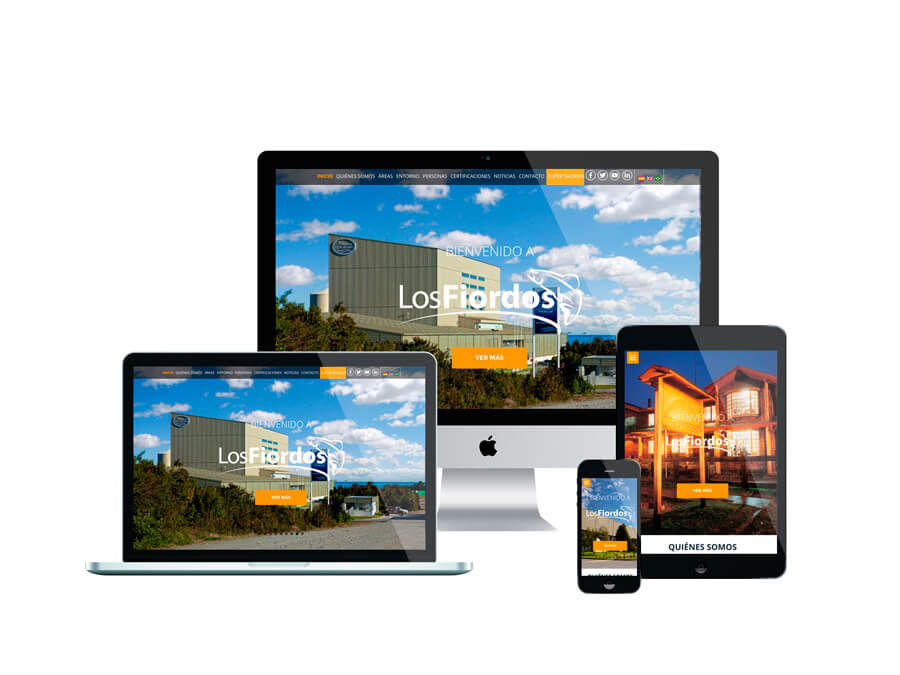 INICIO QUIÉNES SOMOS ÁREAS ENTORNO PERSONAS CERTIFICACIONES NOTICIAS CONTACTO SUPER SALMON
BIENVENIDO A
LosFiordos
VER MÁS
INICIO QUIÉNES SOMOS ÁREAS ENTORNO PERSONAS CERTIFICACIONES NOTICIAS CONTACTO
BIENVENIDO A
LosFiordos
VER MÁS
BIENVENIDO A
LosFiordos
VER MÁS
QUIÉNES SOMOS
BIENVENIDO A
LosFiordos
VER MÁS
QUIÉNES SOMOS